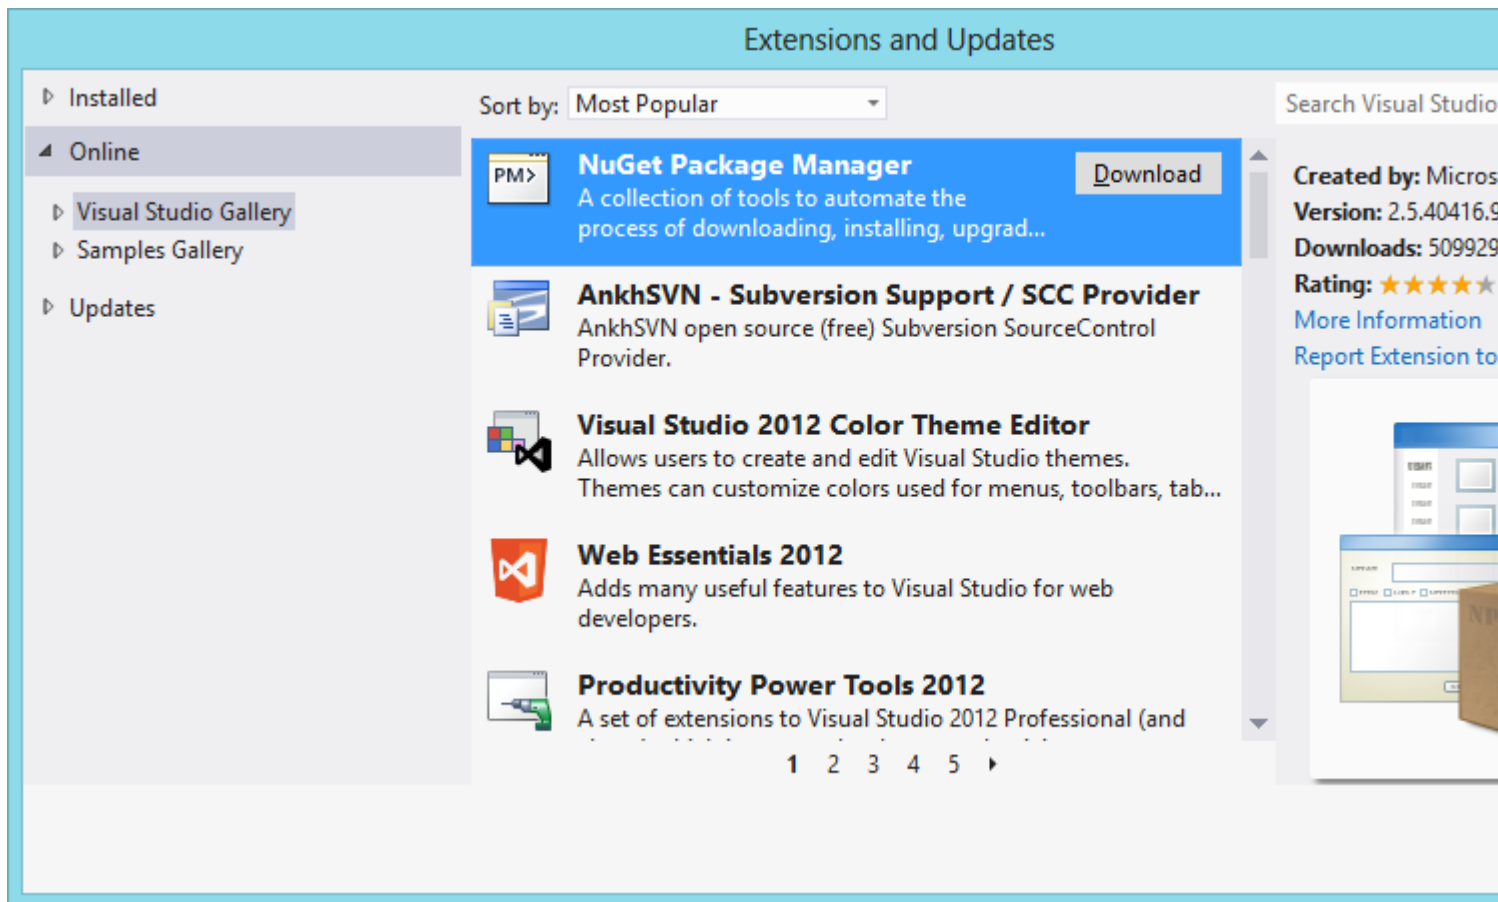 Extensions and Updates
Installed
Online
Visual Studio Gallery
Samples Gallery
Updates
Sort by: Most Popular
PM>
NuGet Package Manager
Download
A collection of tools to automate the
process of downloading, installing, upgrad...
AnkhSVN - Subversion Support / SCC Provider
AnkhSVN open source (free) Subversion SourceControl
Provider.
Visual Studio 2012 Color Theme Editor
Allows users to create and edit Visual Studio themes.
Themes can customize colors used for menus, toolbars, tab...
Web Essentials 2012
Adds many useful features to Visual Studio for web
developers.
Productivity Power Tools 2012
A set of extensions to Visual Studio 2012 Professional (and
1 2 3 4 5
Search Visual Studio
Created by: Micros
Version: 2.5.40416.9
Downloads: 509929
Rating:
More Information
Report Extension to